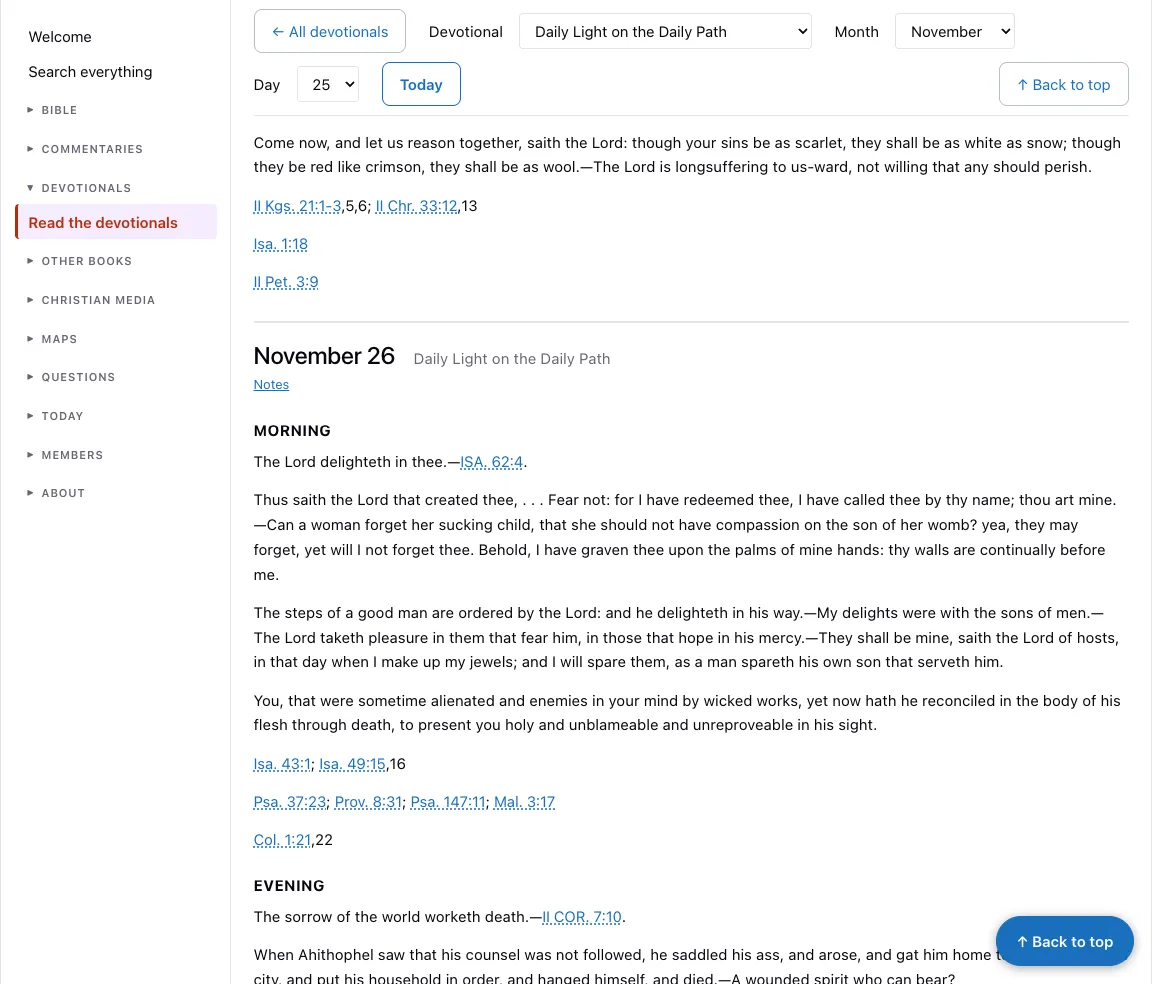 Welcome
Search everything
▸ BIBLE
▸ COMMENTARIES
▾ DEVOTIONALS
Read the devotionals
▸ OTHER BOOKS
▸ CHRISTIAN MEDIA
▸ MAPS
▸ QUESTIONS
▸ TODAY
▸ MEMBERS
▸ ABOUT
← All devotionals Devotional Daily Light on the Daily Path Month November
Day 25 Today ↑ Back to top
Come now, and let us reason together, saith the Lord: though your sins be as scarlet, they shall be as white as snow; though
they be red like crimson, they shall be as wool.—The Lord is longsuffering to us-ward, not willing that any should perish.
II Kgs. 21:1-3,5,6; II Chr. 33:12,13
Isa. 1:18
II Pet. 3:9
November 26 Daily Light on the Daily Path
Notes
MORNING
The Lord delighteth in thee.—ISA. 62:4.
Thus saith the Lord that created thee, . . . Fear not: for I have redeemed thee, I have called thee by thy name; thou art mine.
—Can a woman forget her sucking child, that she should not have compassion on the son of her womb? yea, they may
forget, yet will I not forget thee. Behold, I have graven thee upon the palms of mine hands: thy walls are continually before
me.
The steps of a good man are ordered by the Lord: and he delighteth in his way.—My delights were with the sons of men.—
The Lord taketh pleasure in them that fear him, in those that hope in his mercy.—They shall be mine, saith the Lord of hosts,
in that day when I make up my jewels; and I will spare them, as a man spareth his own son that serveth him.
You, that were sometime alienated and enemies in your mind by wicked works, yet now hath he reconciled in the body of his
flesh through death, to present you holy and unblameable and unreproveable in his sight.
Isa. 43:1; Isa. 49:15,16
Psa. 37:23; Prov. 8:31; Psa. 147:11; Mal. 3:17
Col. 1:21,22
EVENING
The sorrow of the world worketh death.—II COR. 7:10.
When Ahithophel saw that his counsel was not followed, he saddled his ass, and arose, and gat him home
city, and put his household in order, and hanged himself, and died.—A wounded spirit who can bear?
↑ Back to top